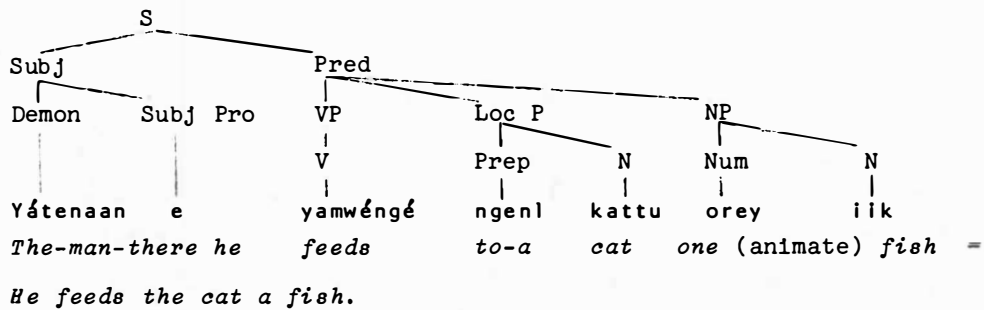 S
Subj Pred
Demon Subj Pro VP Loc P NP
V Prep N Num N
Yátenaan e yamwéngé ngenI kattu orey iik
The-man-there he feeds to-a cat one (animate) fish =
He feeds the cat a fish.